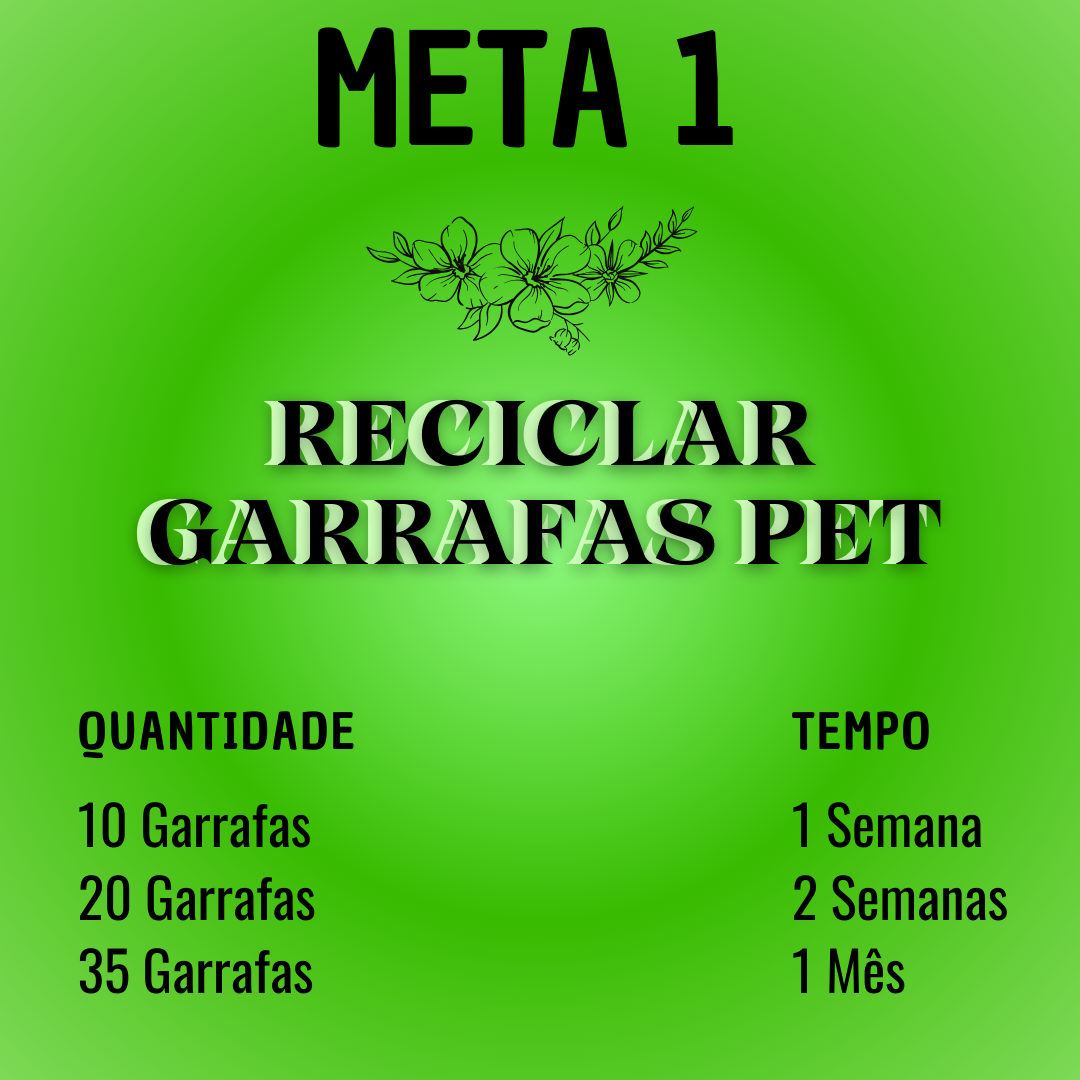 META 1
RECICLAR
GARRAFAS PET
QUANTIDADE TEMPO
10 Garrafas 1 Semana
20 Garrafas 2 Semanas
35 Garrafas 1 Mês